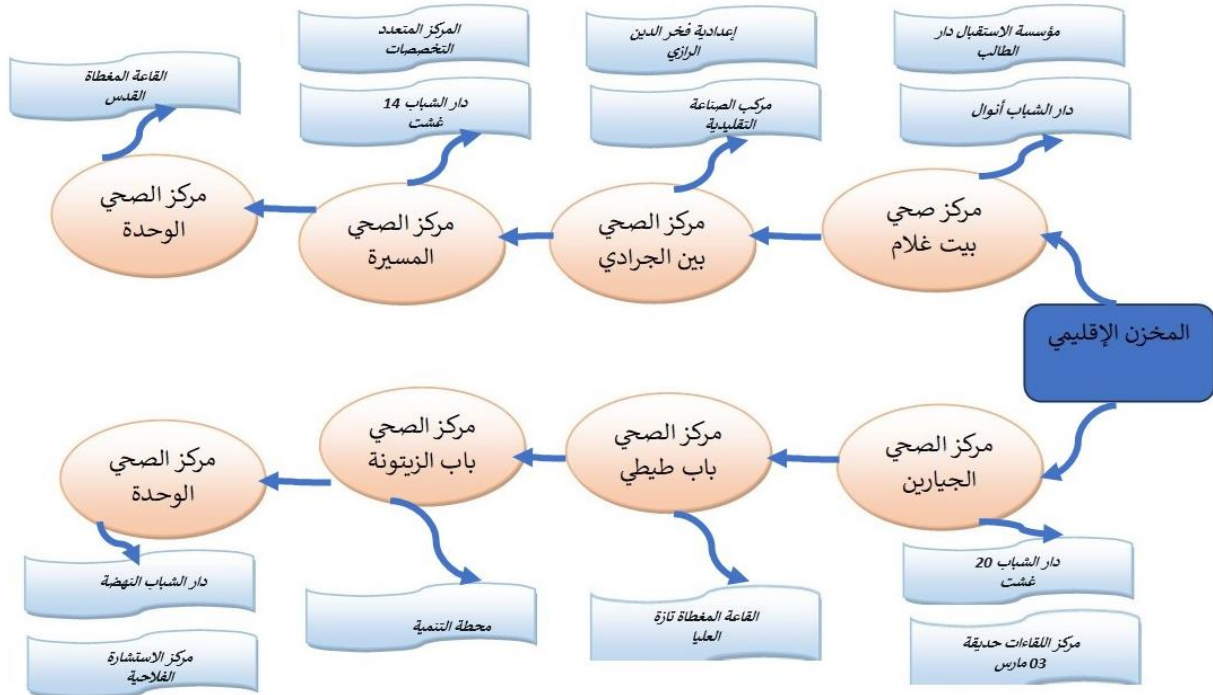 مؤسسة الاستقبال دار
الطالب
إعدادية فخر الدين
الرازي
المركز المتعدد
التخصصات
القاعة المغطاة
القدس
دار الشباب أنوال
مركب الصناعة
التقليدية
دار الشباب 14
غشت
مركز صحي
بيت غلام
مركز الصحي
بين الجرادي
مركز الصحي
المسيرة
مركز الصحي
الوحدة
المخزن الإقليمي
مركز الصحي
الجيارين
مركز الصحي
باب طيطي
مركز الصحي
باب الزيتونة
مركز الصحي
الوحدة
دار الشباب 20
غشت
القاعة المغطاة تازة
العليا
محطة التنمية
دار الشباب النهضة
مركز اللقاءات حديقة
03 مارس
مركز الاستشارة
الفلاحية